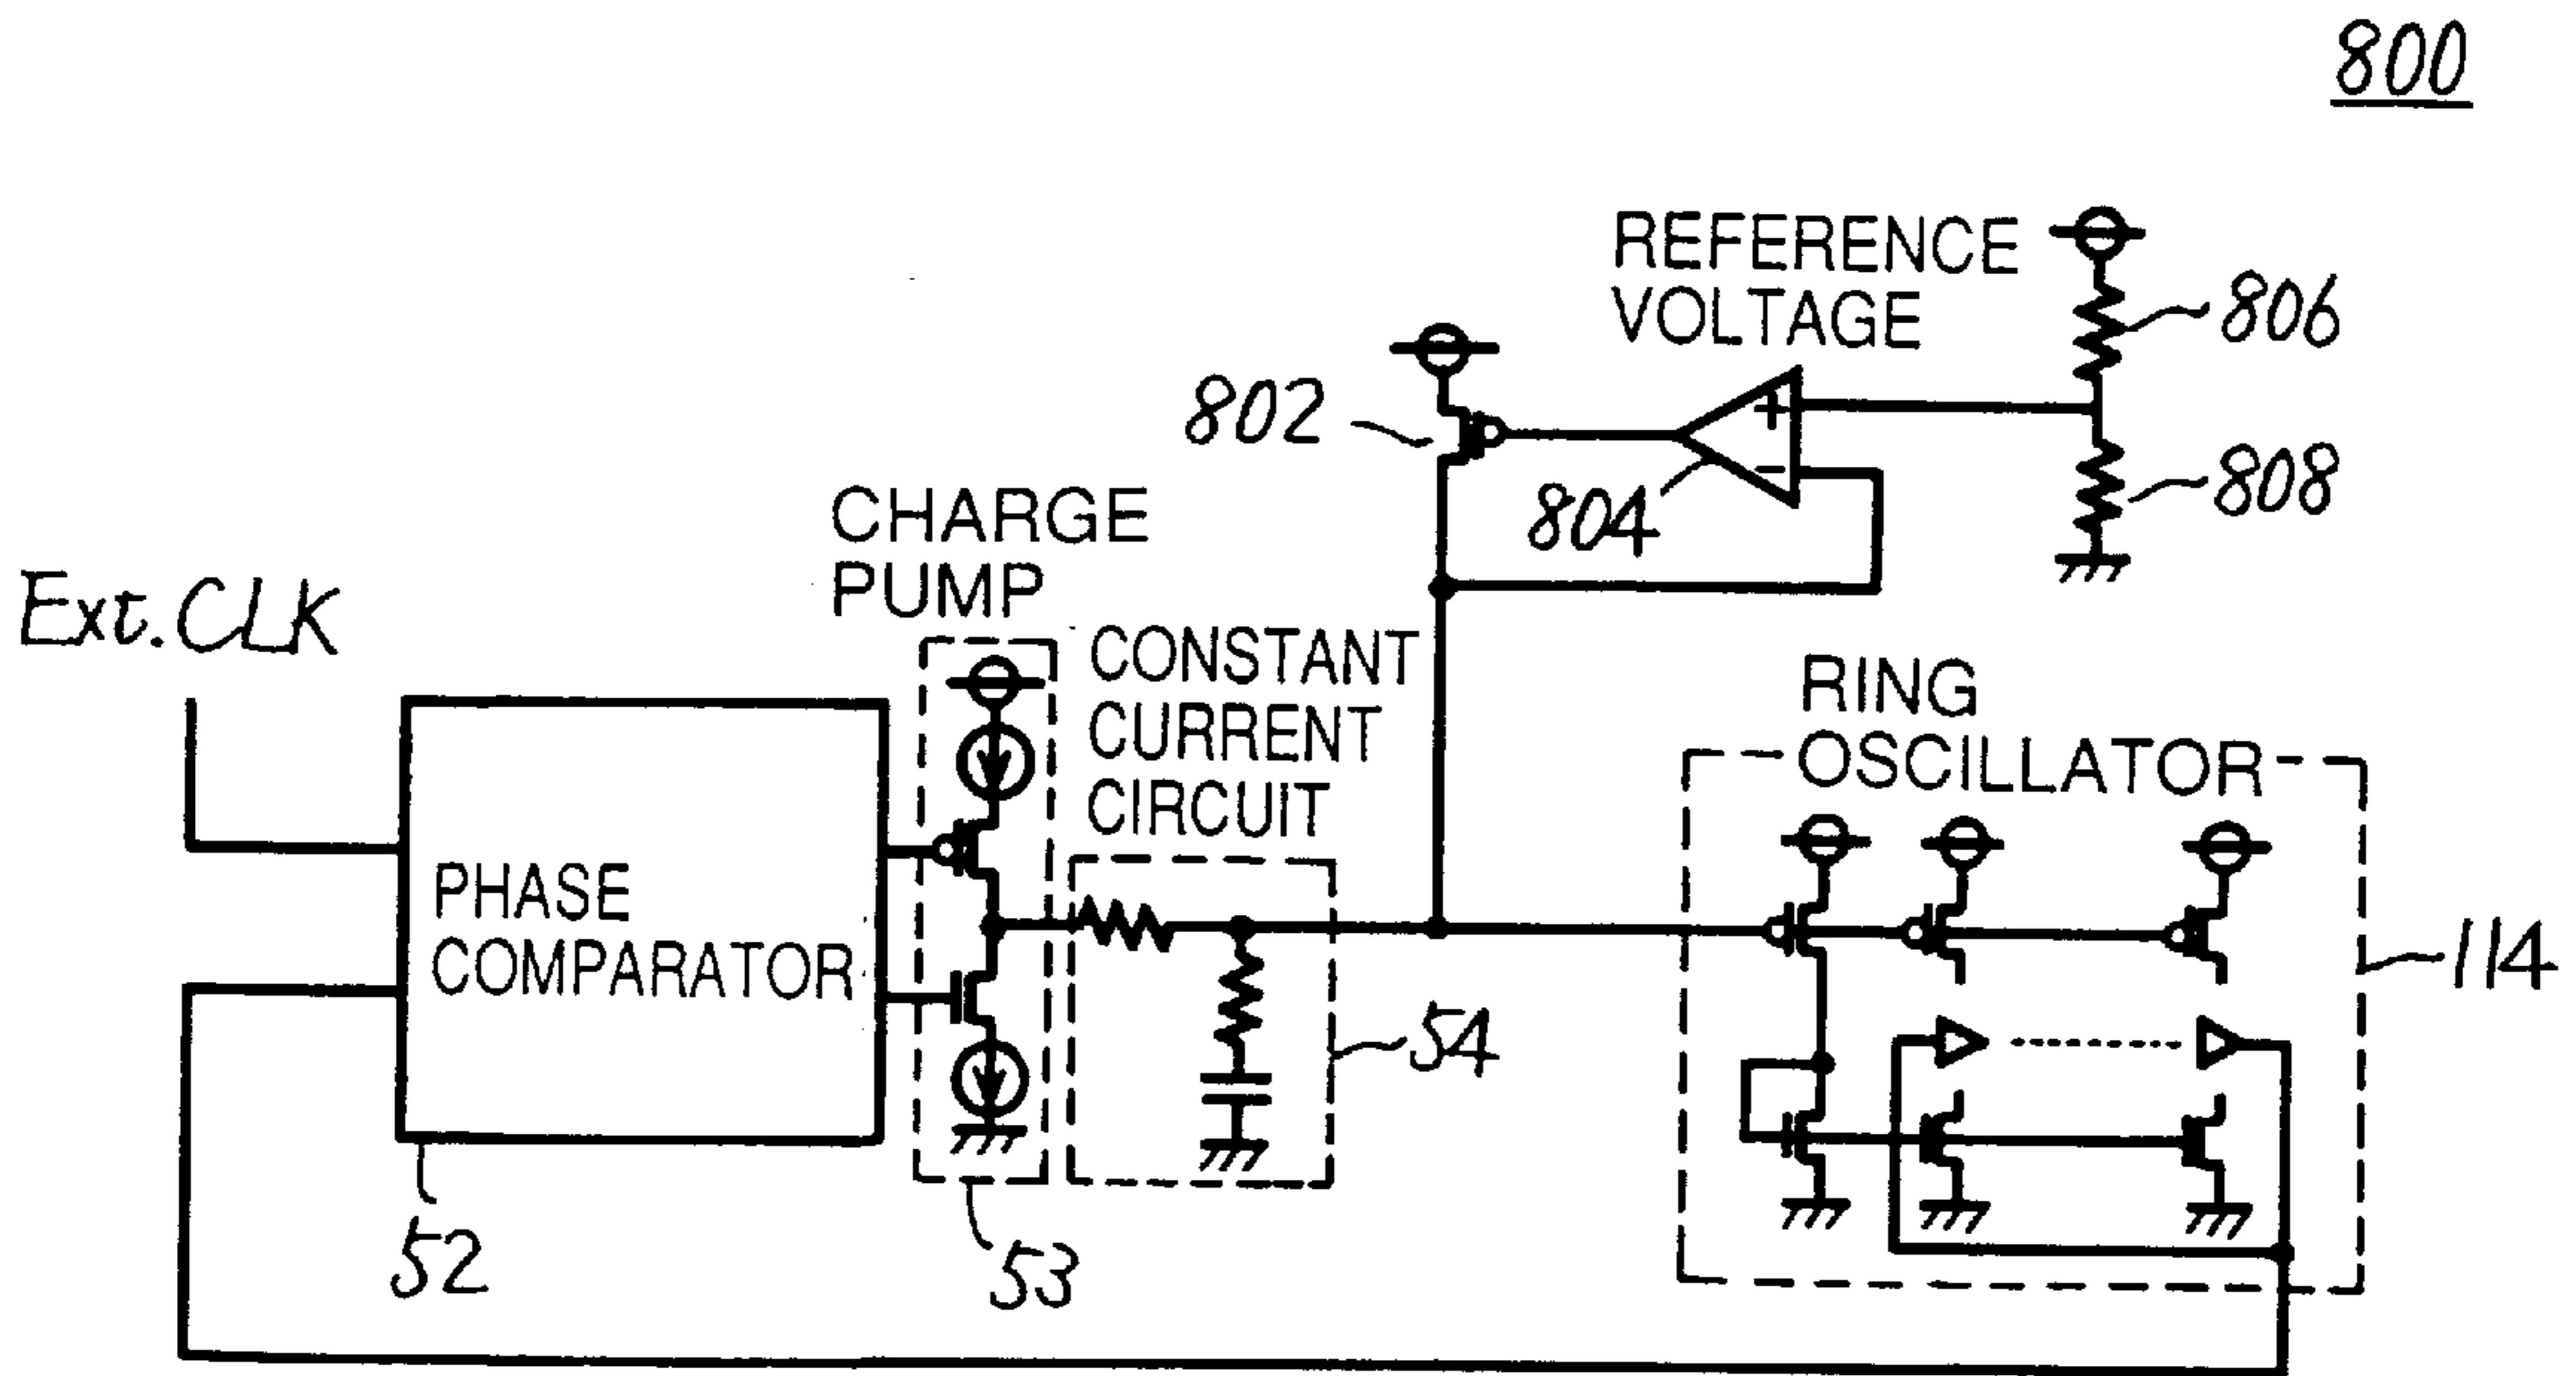 800
REFERENCE
VOLTAGE
806
802
804
808
CHARGE
PUMP
Ext.CLK
CONSTANT
CURRENT
CIRCUIT
RING
OSCILLATOR
PHASE
COMPARATOR
+
-
114
54
52
53